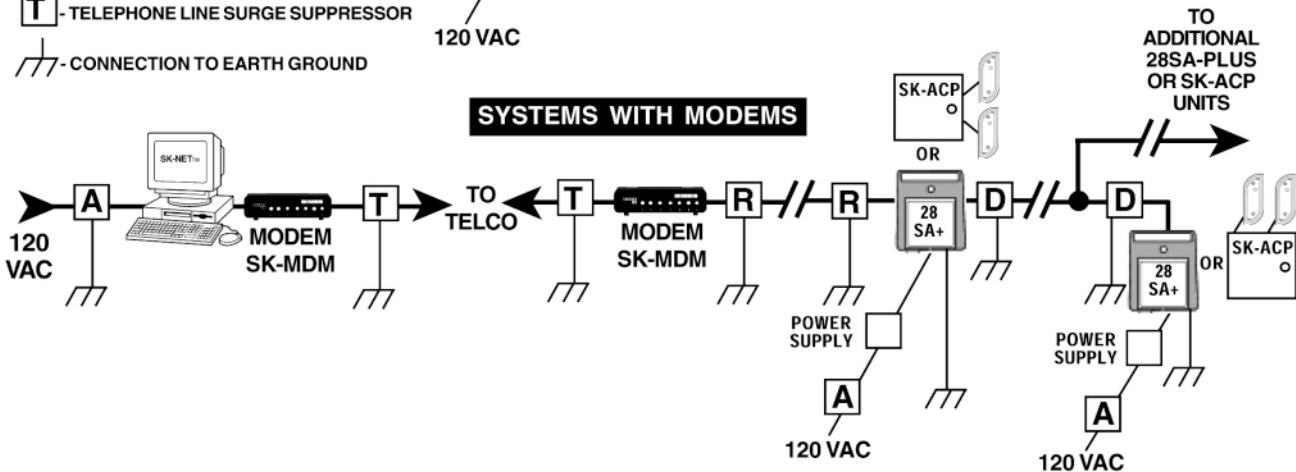 T - TELEPHONE LINE SURGE SUPPRESSOR
120 VAC
- CONNECTION TO EARTH GROUND
SYSTEMS WITH MODEMS
TO
ADDITIONAL
28SA-PLUS
OR SK-ACP
UNITS
SK-ACP
OR
SK-NET™
A
120
VAC
MODEM
SK-MDM
T
TO
TELCO
T
MODEM
SK-MDM
R
R
28
SA+
D
D
28
SA+
OR
SK-ACP
POWER
SUPPLY
A
120 VAC
POWER
SUPPLY
A
120 VAC